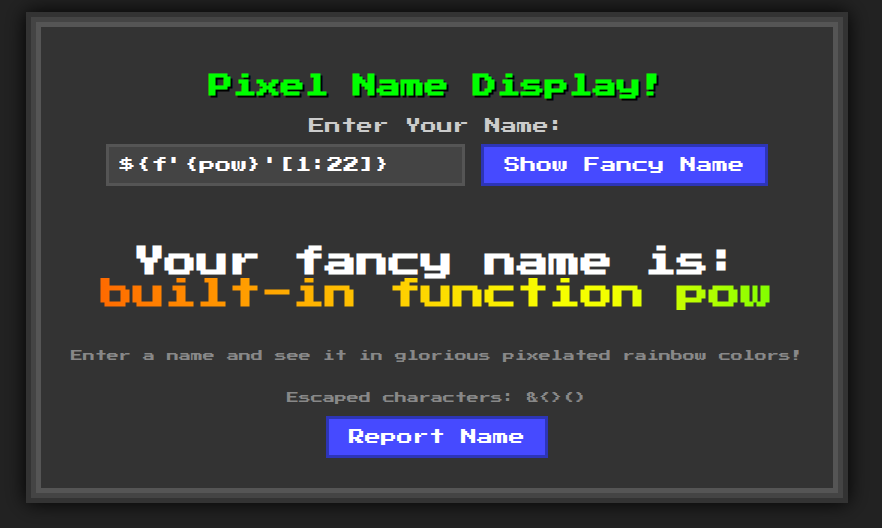 Pixel Name Display!
Enter Your Name:
${f'{pow}'[1:22]}
Show Fancy Name
Your fancy name is:
built-in function pow
Enter a name and see it in glorious pixelated rainbow colors!
Escaped characters: &<>()
Report Name